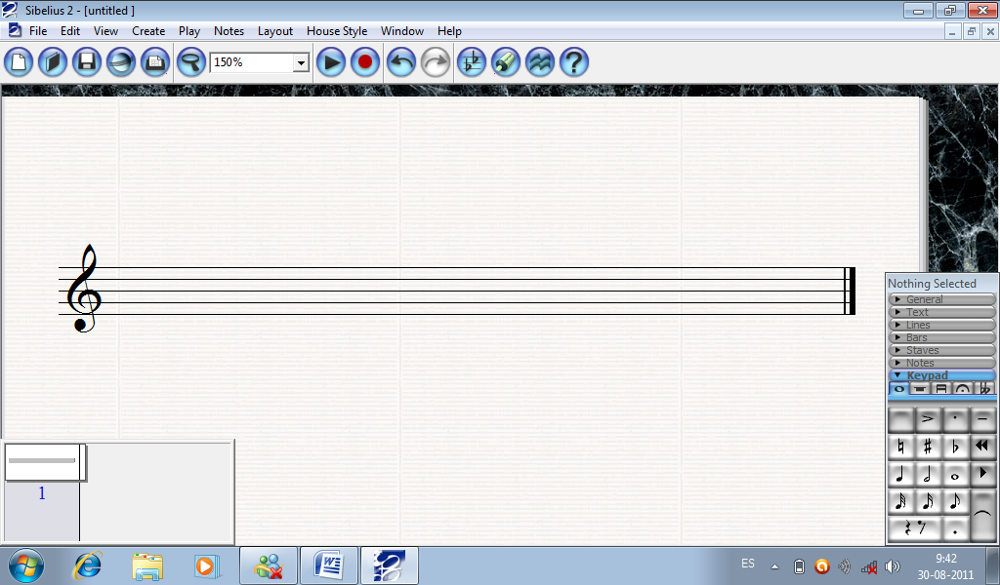 Sibelius 2 - [untitled ]
File Edit View Create Play Notes Layout House Style Window Help
150%
Nothing Selected
General
Text
Lines
Bars
Staves
Notes
Keypad
1
ES
9:42
30-08-2011